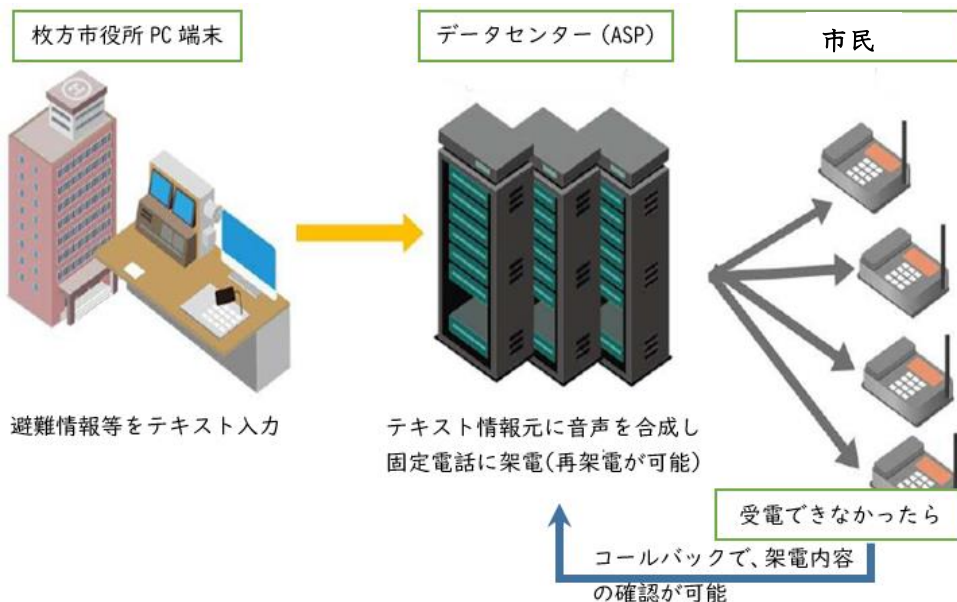 枚方市役所 PC 端末
データセンター(ASP)
市民
避難情報等をテキスト入力
テキスト情報元に音声を合成し
固定電話に架電(再架電が可能)
受電できなかったら
コールバックで、架電内容
の確認が可能